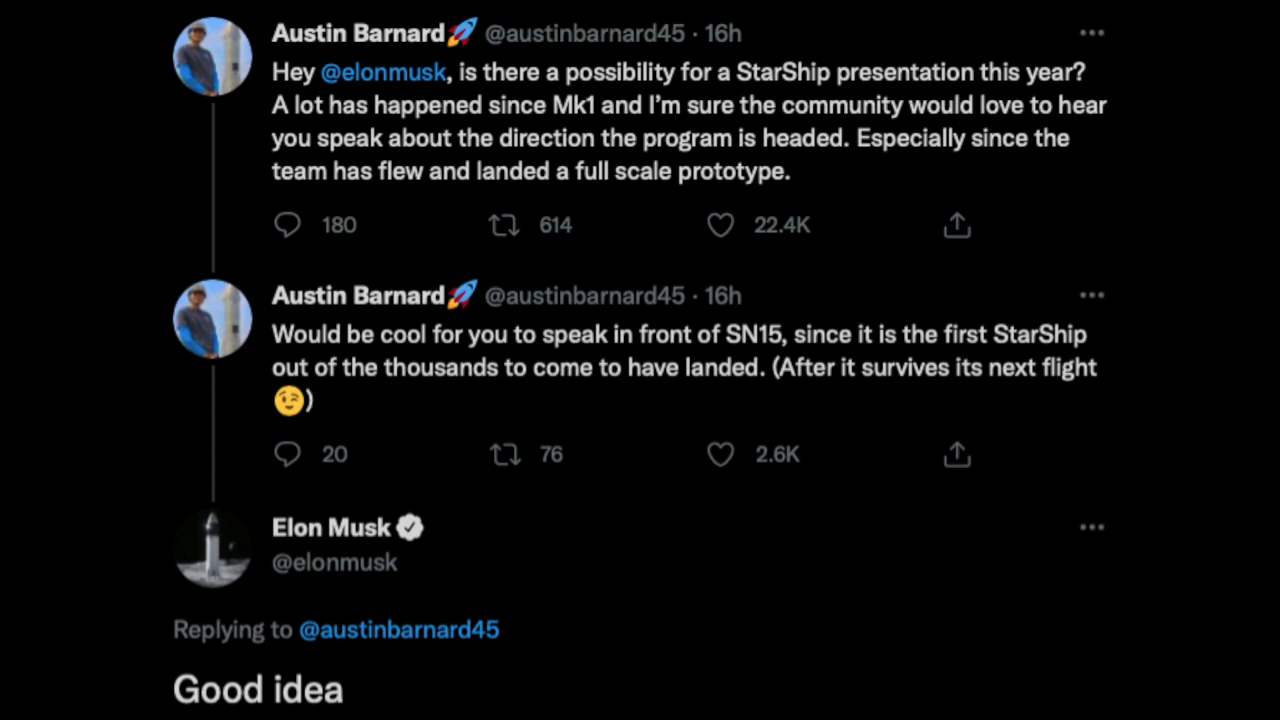 Austin Barnard🚀 @austinbarnard45 · 16h
Hey @elonmusk, is there a possibility for a StarShip presentation this year?
A lot has happened since Mk1 and I'm sure the community would love to hear
you speak about the direction the program is headed. Especially since the
team has flew and landed a full scale prototype.
180 614 22.4K
Austin Barnard🚀 @austinbarnard45 · 16h
Would be cool for you to speak in front of SN15, since it is the first StarShip
out of the thousands to come to have landed. (After it survives its next flight
😉)
20 76 2.6K
Elon Musk
@elonmusk
Replying to @austinbarnard45
Good idea